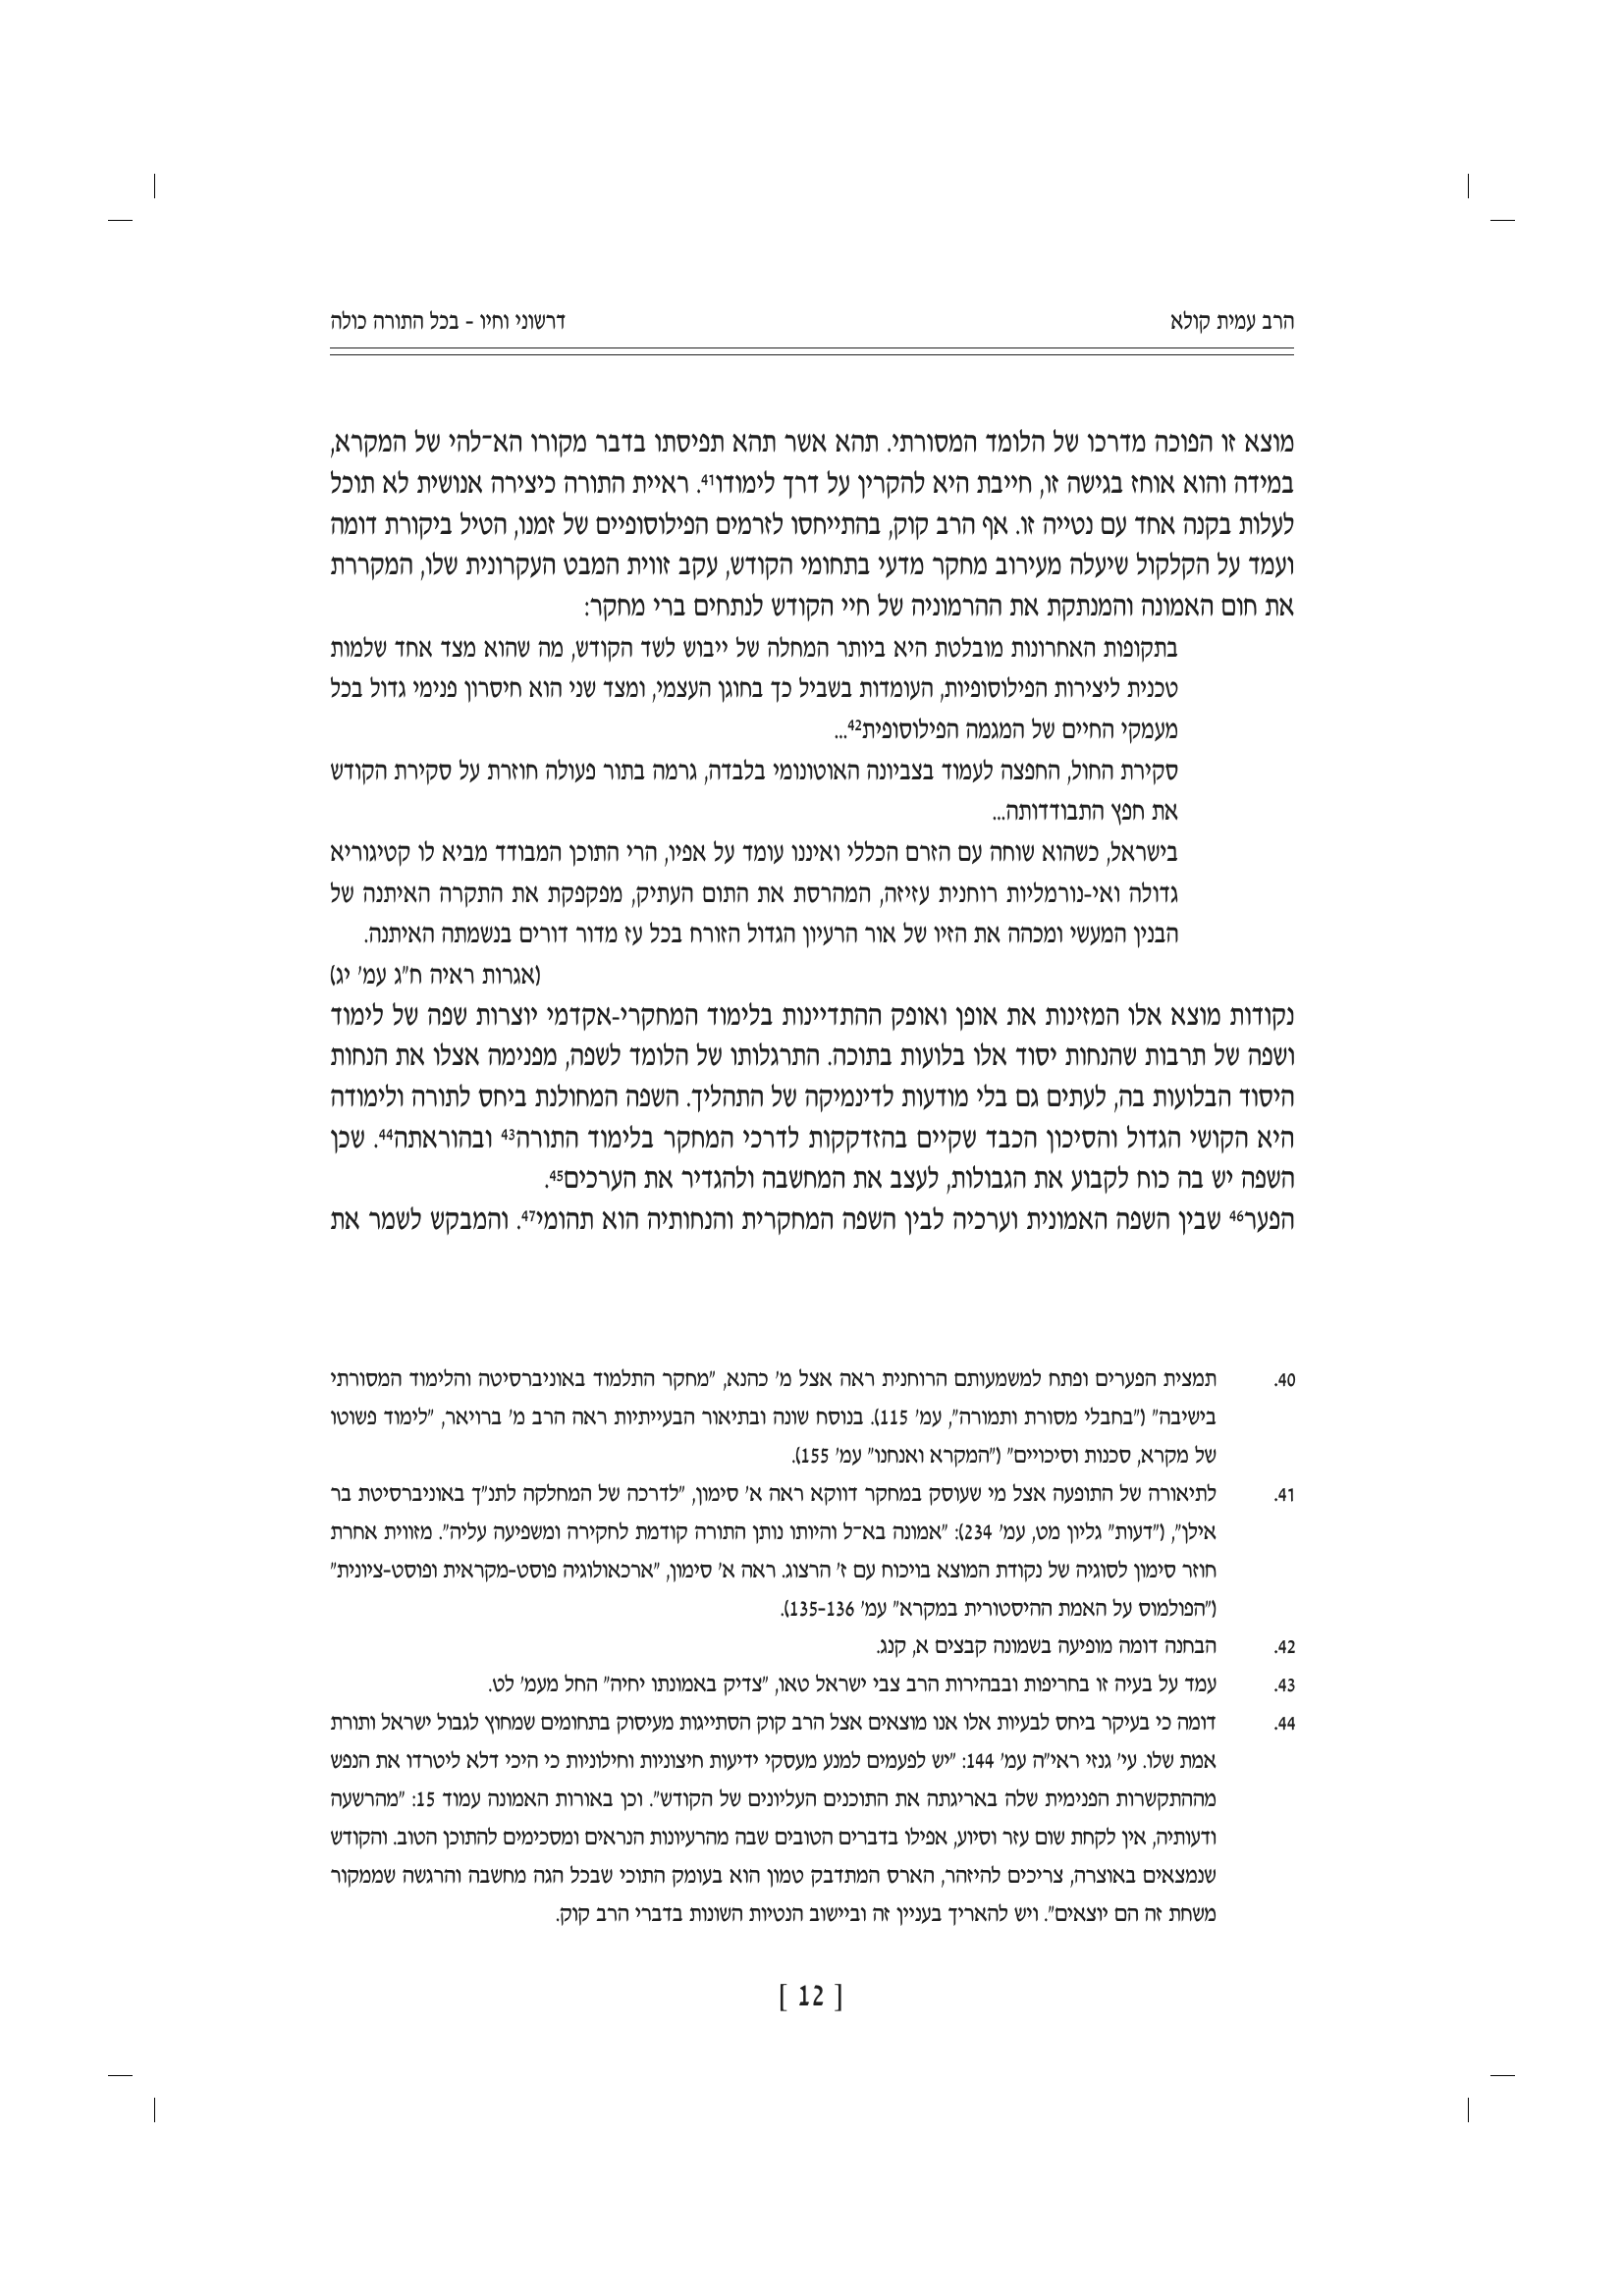 הרב עמית קולא
דרשוני וחיו - בכל התורה כולה
מוצא זו הפוכה מדרכו של הלומד המסורתי. תהא אשר תהא תפיסתו בדבר מקורו הא־להי של המקרא,
במידה והוא אוחז בגישה זו, חייבת היא להקרין על דרך לימודו41. ראיית התורה כיצירה אנושית לא תוכל
לעלות בקנה אחד עם נטייה זו. אף הרב קוק, בהתייחסו לזרמים הפילוסופיים של זמנו, הטיל ביקורת דומה
ועמד על הקלקול שיעלה מעירוב מחקר מדעי בתחומי הקודש, עקב זווית המבט העקרונית שלו, המקררת
את חום האמונה והמנתקת את ההרמוניה של חיי הקודש לנתחים ברי מחקר:
בתקופות האחרונות מובלטת היא ביותר המחלה של ייבוש לשד הקודש, מה שהוא מצד אחד שלמות
טכנית ליצירות הפילוסופיות, העומדות בשביל כך בחוגן העצמי, ומצד שני הוא חיסרון פנימי גדול בכל
מעמקי החיים של המגמה הפילוסופית42...
סקירת החול, החפצה לעמוד בצביונה האוטונומי בלבדה, גרמה בתור פעולה חוזרת על סקירת הקודש
את חפץ התבודדותה...
בישראל, כשהוא שוחה עם הזרם הכללי ואיננו עומד על אפיו, הרי התוכן המבודד מביא לו קטיגוריא
גדולה ואי-נורמליות רוחנית עזיזה, המהרסת את התום העתיק, מפקפקת את התקרה האיתנה של
הבנין המעשי ומכהה את הזיו של אור הרעיון הגדול הזורח בכל עז מדור דורים בנשמתה האיתנה.
(אגרות ראיה ח"ג עמ' יג)
נקודות מוצא אלו המזינות את אופן ואופק ההתדיינות בלימוד המחקרי-אקדמי יוצרות שפה של לימוד
ושפה של תרבות שהנחות יסוד אלו בלועות בתוכה. התרגלותו של הלומד לשפה, מפנימה אצלו את הנחות
היסוד הבלועות בה, לעתים גם בלי מודעות לדינמיקה של התהליך. השפה המחולנת ביחס לתורה ולימודה
היא הקושי הגדול והסיכון הכבד שקיים בהזדקקות לדרכי המחקר בלימוד התורה43 ובהוראתה44. שכן
השפה יש בה כוח לקבוע את הגבולות, לעצב את המחשבה ולהגדיר את הערכים45.
הפער46 שבין השפה האמונית וערכיה לבין השפה המחקרית והנחותיה הוא תהומי47. והמבקש לשמר את
40. תמצית הפערים ופתח למשמעותם הרוחנית ראה אצל מ' כהנא, "מחקר התלמוד באוניברסיטה והלימוד המסורתי
בישיבה" ("בחבלי מסורת ותמורה", עמ' 115). בנוסח שונה ובתיאור הבעייתיות ראה הרב מ' ברויאר, "לימוד פשוטו
של מקרא, סכנות וסיכויים" ("המקרא ואנחנו" עמ' 155).
41. לתיאורה של התופעה אצל מי שעוסק במחקר דווקא ראה א' סימון, "לדרכה של המחלקה לתנ"ך באוניברסיטת בר
אילן", ("דעות" גליון מט, עמ' 234): "אמונה בא־ל והיותו נותן התורה קודמת לחקירה ומשפיעה עליה". מזווית אחרת
חוזר סימון לסוגיה של נקודת המוצא בויכוח עם ז' הרצוג. ראה א' סימון, "ארכאולוגיה פוסט-מקראית ופוסט-ציונית"
("הפולמוס על האמת ההיסטורית במקרא" עמ' 135-136).
42. הבחנה דומה מופיעה בשמונה קבצים א, קנג.
43. עמד על בעיה זו בחריפות ובבהירות הרב צבי ישראל טאו, "צדיק באמונתו יחיה" החל מעמ' לט.
44. דומה כי בעיקר ביחס לבעיות אלו אנו מוצאים אצל הרב קוק הסתייגות מעיסוק בתחומים שמחוץ לגבול ישראל ותורת
אמת שלו. עי' גנזי ראי"ה עמ' 144: "יש לפעמים למנע מעסקי ידיעות חיצוניות וחילוניות כי היכי דלא ליטרדו את הנפש
מההתקשרות הפנימית שלה באריגתה את התוכנים העליונים של הקודש". וכן באורות האמונה עמוד 15: "מהרשעה
ודעותיה, אין לקחת שום עזר וסיוע, אפילו בדברים הטובים שבה מהרעיונות הנראים ומסכימים להתוכן הטוב. והקודש
שנמצאים באוצרה, צריכים להיזהר, הארס המתדבק טמון הוא בעומק התוכי שבכל הגה מחשבה והרגשה שממקור
משחת זה הם יוצאים". ויש להאריך בעניין זה וביישוב הנטיות השונות בדברי הרב קוק.
[ 12 ]